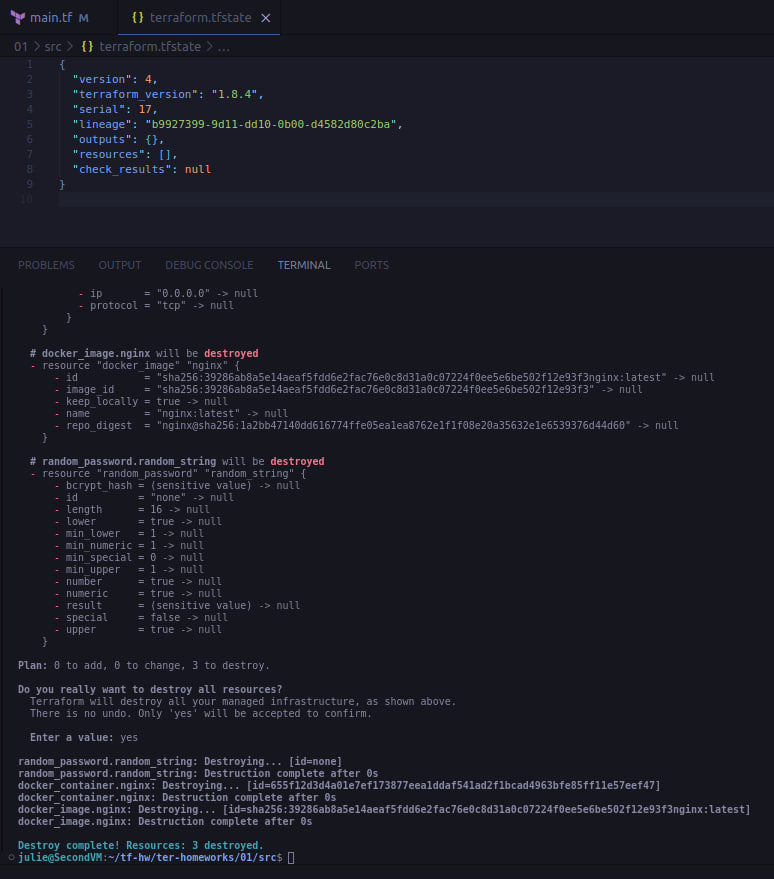 main.tf M {} terraform.tfstate ×
01 > src > {} terraform.tfstate > ...
1 {
2 "version": 4,
3 "terraform_version": "1.8.4",
4 "serial": 17,
5 "lineage": "b9927399-9d11-dd10-0b00-d4582d80c2ba",
6 "outputs": {},
7 "resources": [],
8 "check_results": null
9 }
10
PROBLEMS OUTPUT DEBUG CONSOLE TERMINAL PORTS
- ip = "0.0.0.0" -> null
- protocol = "tcp" -> null
}
}
# docker_image.nginx will be destroyed
- resource "docker_image" "nginx" {
- id = "sha256:39286ab8a5e14aeaf5fdd6e2fac76e0c8d31a0c07224f0ee5e6be502f12e93f3nginx:latest" -> null
- image_id = "sha256:39286ab8a5e14aeaf5fdd6e2fac76e0c8d31a0c07224f0ee5e6be502f12e93f3" -> null
- keep_locally = true -> null
- name = "nginx:latest" -> null
- repo_digest = "nginx@sha256:1a2bb47140dd616774ffe05ea1ea8762e1f1f08e20a35632e1e6539376d44d60" -> null
}
# random_password.random_string will be destroyed
- resource "random_password" "random_string" {
- bcrypt_hash = (sensitive value) -> null
- id = "none" -> null
- length = 16 -> null
- lower = true -> null
- min_lower = 1 -> null
- min_numeric = 1 -> null
- min_special = 0 -> null
- min_upper = 1 -> null
- number = true -> null
- numeric = true -> null
- result = (sensitive value) -> null
- special = false -> null
- upper = true -> null
}
Plan: 0 to add, 0 to change, 3 to destroy.
Do you really want to destroy all resources?
Terraform will destroy all your managed infrastructure, as shown above.
There is no undo. Only 'yes' will be accepted to confirm.
Enter a value: yes
random_password.random_string: Destroying... [id=none]
random_password.random_string: Destruction complete after 0s
docker_container.nginx: Destroying... [id=655f12d3d4a01e7ef173877eea1ddaf541ad2f1bcad4963bfe85ff11e57eef47]
docker_container.nginx: Destruction complete after 0s
docker_image.nginx: Destroying... [id=sha256:39286ab8a5e14aeaf5fdd6e2fac76e0c8d31a0c07224f0ee5e6be502f12e93f3nginx:latest]
docker_image.nginx: Destruction complete after 0s
Destroy complete! Resources: 3 destroyed.
julie@SecondVM:~/tf-hw/ter-homeworks/01/src$